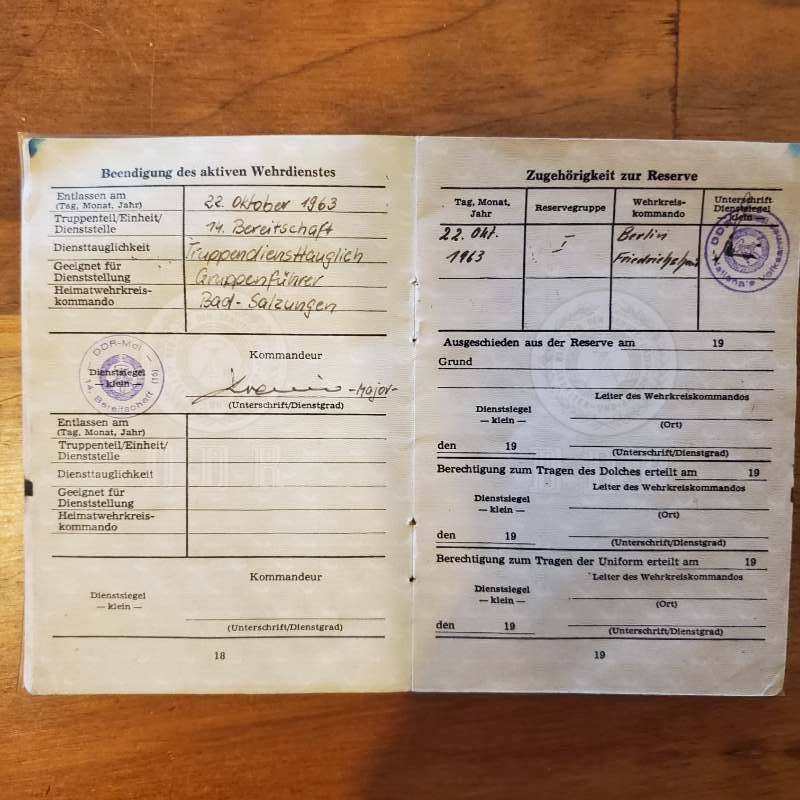 Beendigung des aktiven Wehrdienstes
Entlassen am
(Tag, Monat, Jahr)
22. Oktober 1963
Truppenteil/Einheit/
Dienststelle
14. Bereitschaft
Diensttauglichkeit
Truppendiensttauglich
Geeignet für
Dienststellung
Gruppenführer
Heimatwehrkreis-
kommando
Bad-Salzungen
DDR-MdI
14. Bereitschaft
Dienstsiegel
— klein —
Kommandeur
-Major-
(Unterschrift/Dienstgrad)
Entlassen am
(Tag, Monat, Jahr)
Truppenteil/Einheit/
Dienststelle
Diensttauglichkeit
Geeignet für
Dienststellung
Heimatwehrkreis-
kommando
Kommandeur
Dienstsiegel
— klein —
(Unterschrift/Dienstgrad)
18
Zugehörigkeit zur Reserve
Tag, Monat,
Jahr
Reservegruppe
Wehrkreis-
kommando
Unterschrift
Dienstsiegel
— klein —
22. Okt.
1963
Berlin
Ausgeschieden aus der Reserve am 19
Grund
Leiter des Wehrkreiskommandos
Dienstsiegel
— klein —
(Ort)
den 19
(Unterschrift/Dienstgrad)
Berechtigung zum Tragen des Dolches erteilt am 19
Leiter des Wehrkreiskommandos
Dienstsiegel
— klein —
(Ort)
den 19
(Unterschrift/Dienstgrad)
Berechtigung zum Tragen der Uniform erteilt am 19
Leiter des Wehrkreiskommandos
Dienstsiegel
— klein —
(Ort)
den 19
(Unterschrift/Dienstgrad)
19